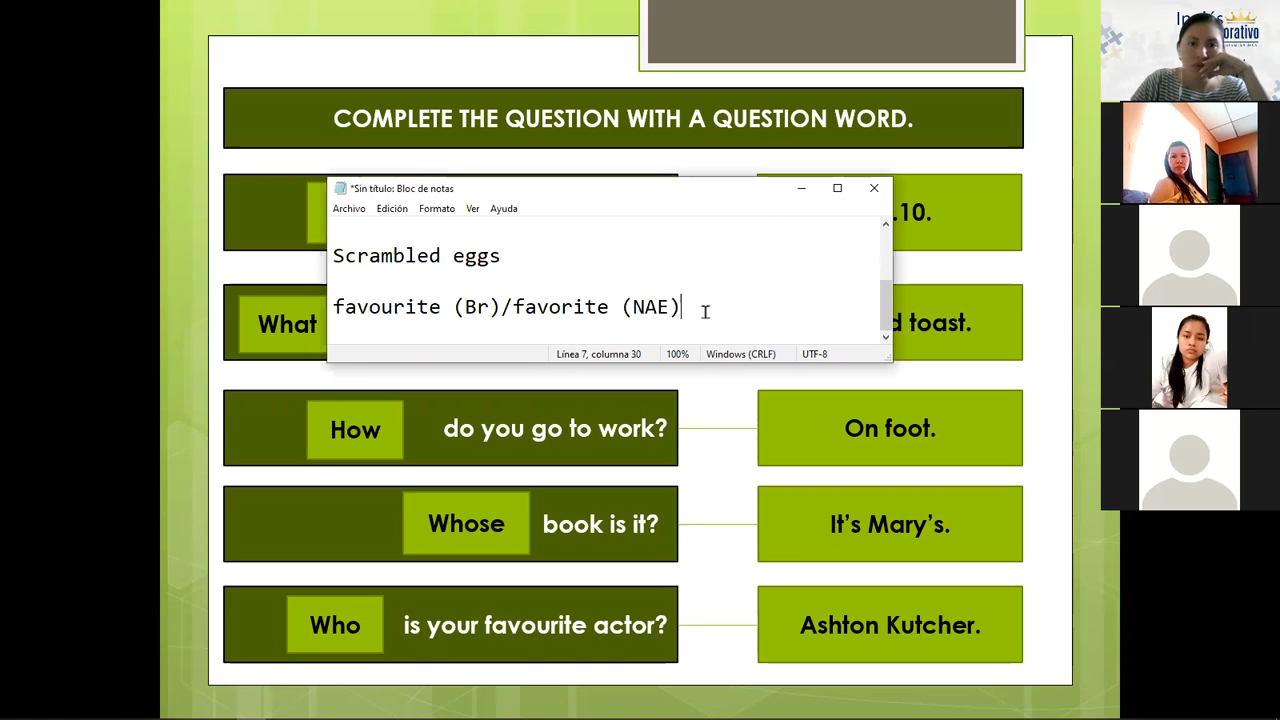 COMPLETE THE QUESTION WITH A QUESTION WORD.
*Sin título: Bloc de notas
Archivo Edición Formato Ver Ayuda
Scrambled eggs
favourite (Br)/favorite (NAE)
Línea 7, columna 30 100% Windows (CRLF) UTF-8
.10.
What
d toast.
How do you go to work?
On foot.
Whose book is it?
It's Mary's.
Who is your favourite actor?
Ashton Kutcher.